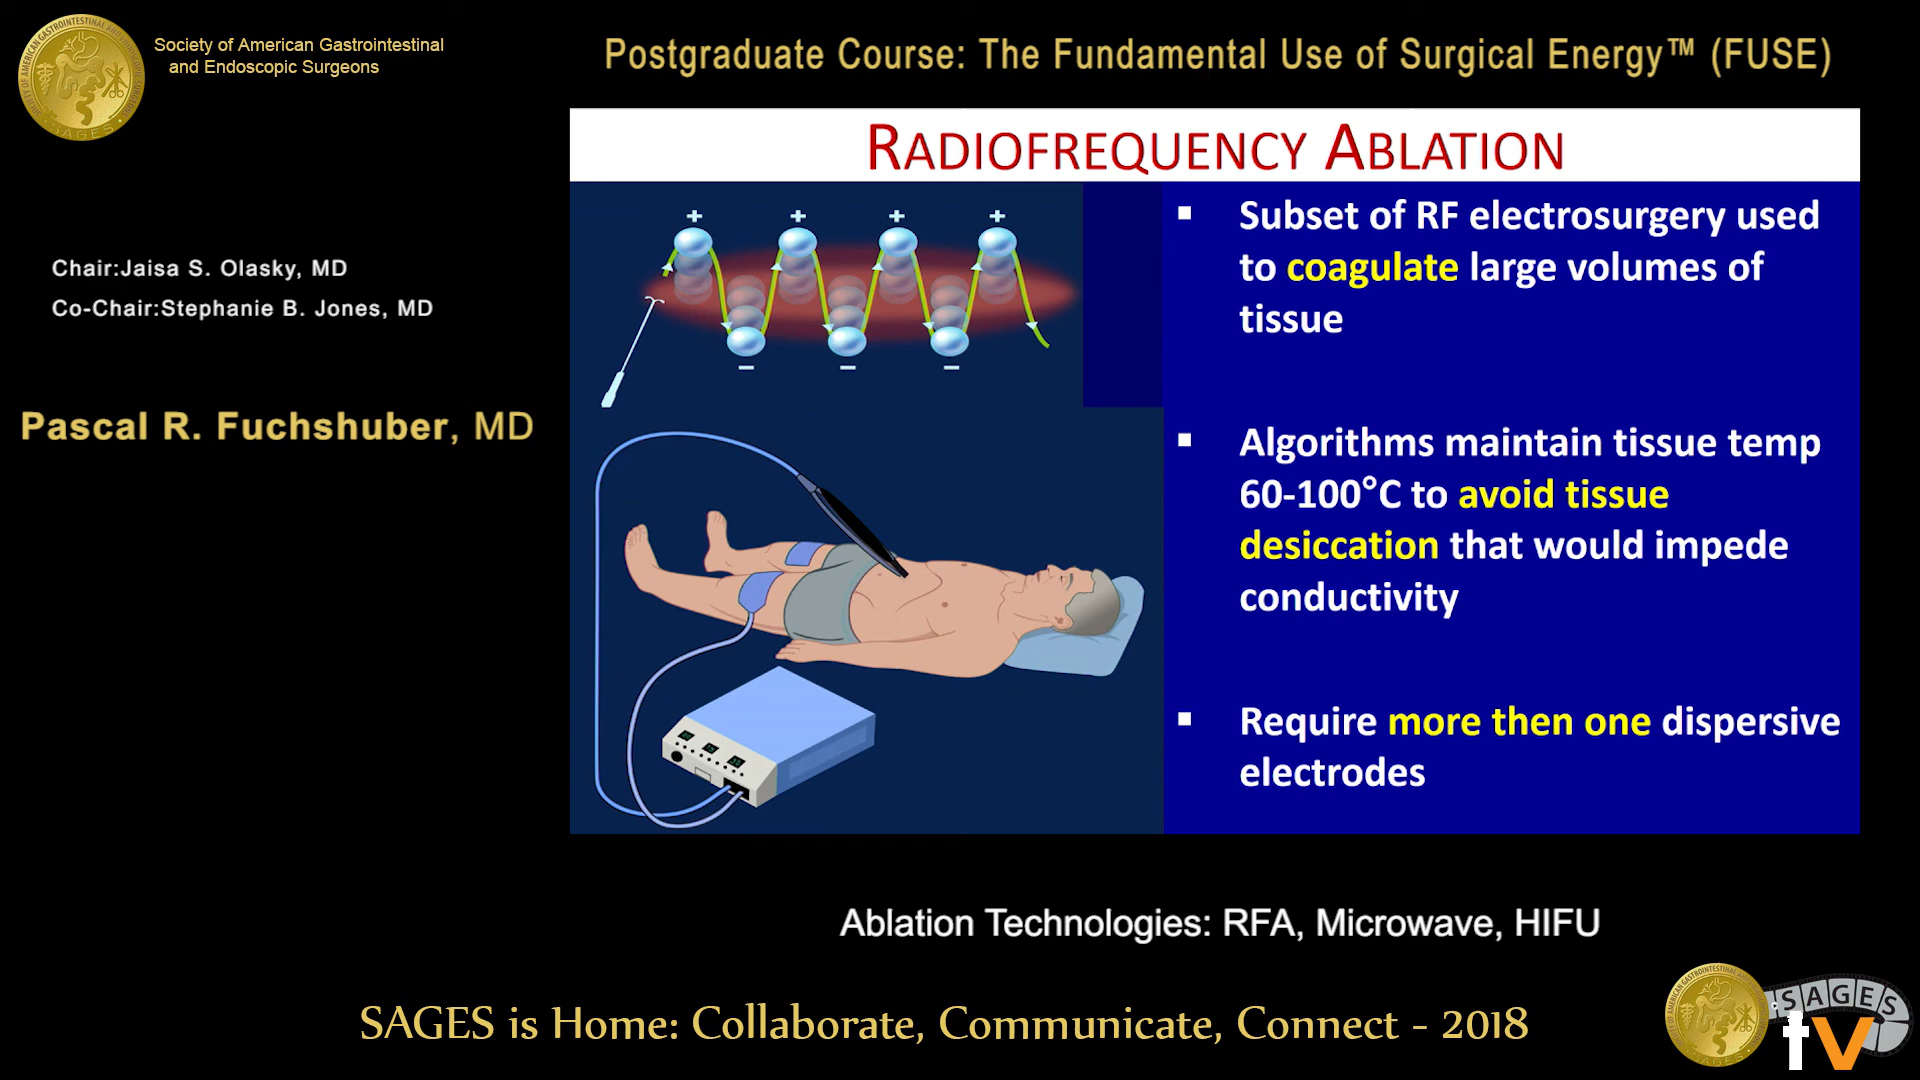 Society of American Gastrointestinal
and Endoscopic Surgeons
Postgraduate Course: The Fundamental Use of Surgical Energy™ (FUSE)
Chair:Jaisa S. Olasky, MD
Co-Chair:Stephanie B. Jones, MD
Pascal R. Fuchshuber, MD
RADIOFREQUENCY ABLATION
+ + + +
– – –
▪ Subset of RF electrosurgery used
to coagulate large volumes of
tissue
▪ Algorithms maintain tissue temp
60-100°C to avoid tissue
desiccation that would impede
conductivity
▪ Require more then one dispersive
electrodes
Ablation Technologies: RFA, Microwave, HIFU
SAGES is Home: Collaborate, Communicate, Connect - 2018
SAGES
tv